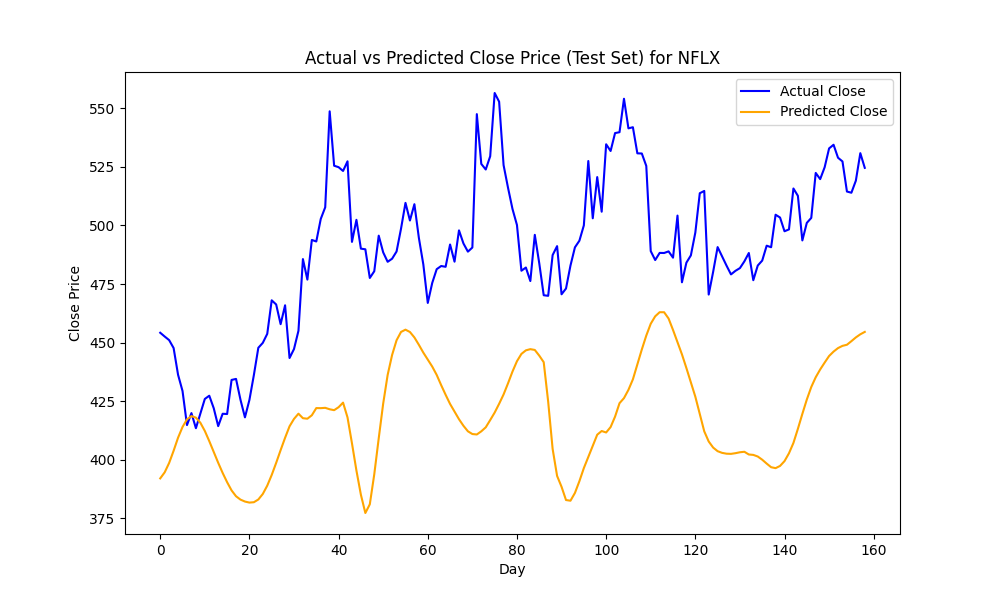 Actual vs Predicted Close Price (Test Set) for NFLX
Actual Close
Predicted Close
Close Price
550
525
500
475
450
425
400
375
0 20 40 60 80 100 120 140 160
Day